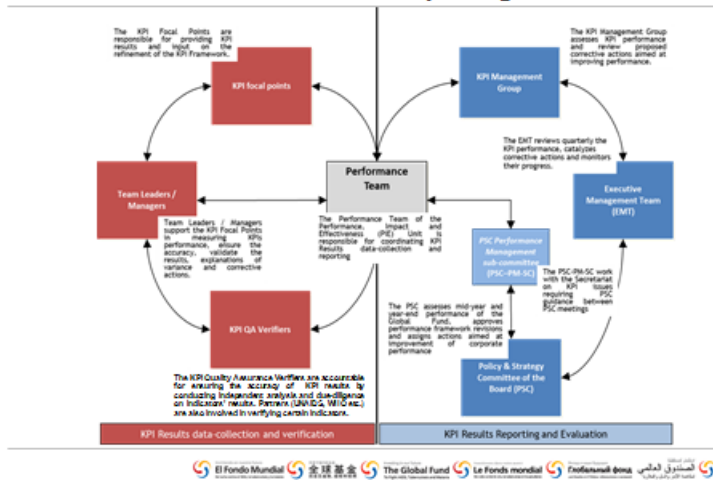 The KPI Focal Points are
responsible for providing KPI
results and input on the
refinement of the KPI Framework.
KPI focal points
The KPI Management Group
assesses KPI performance
and review proposed
corrective actions aimed at
improving performance.
KPI Management
Group
The EMT reviews quarterly the
KPI performance, catalyzes
corrective actions and monitors
their progress.
Team Leaders /
Managers
Performance
Team
Executive
Management Team
(EMT)
Team Leaders / Managers
support the KPI Focal Points
in measuring KPIs
performance, ensure the
accuracy, validate the
results, explanations of
variance and corrective
actions.
The Performance Team of the
Performance, Impact and
Effectiveness (PIE) Unit is
responsible for coordinating KPI
Results data-collection and
reporting
PSC Performance
Management
sub-committee
(PSC-PM-SC)
The PSC-PM-SC work
with the Secretariat
on KPI issues
requiring PSC
guidance between
PSC meetings
The PSC assesses mid-year and
year-end performance of the
Global Fund, approves
performance framework revisions
and assigns actions aimed at
improvement of corporate
performance
KPI QA Verifiers
Policy & Strategy
Committee of the
Board (PSC)
The KPI Quality Assurance Verifiers are accountable
for ensuring the accuracy of KPI results by
conducing independent analysis and due-diligence
on indicators' results. Partners (UNAIDS, WHO etc.)
are also involved in verifying certain indicators.
KPI Results data-collection and verification
KPI Results Reporting and Evaluation
El Fondo Mundial
全球基金
The Global Fund
Le Fonds mondial
Глобальный фонд
الصندوق العالمي